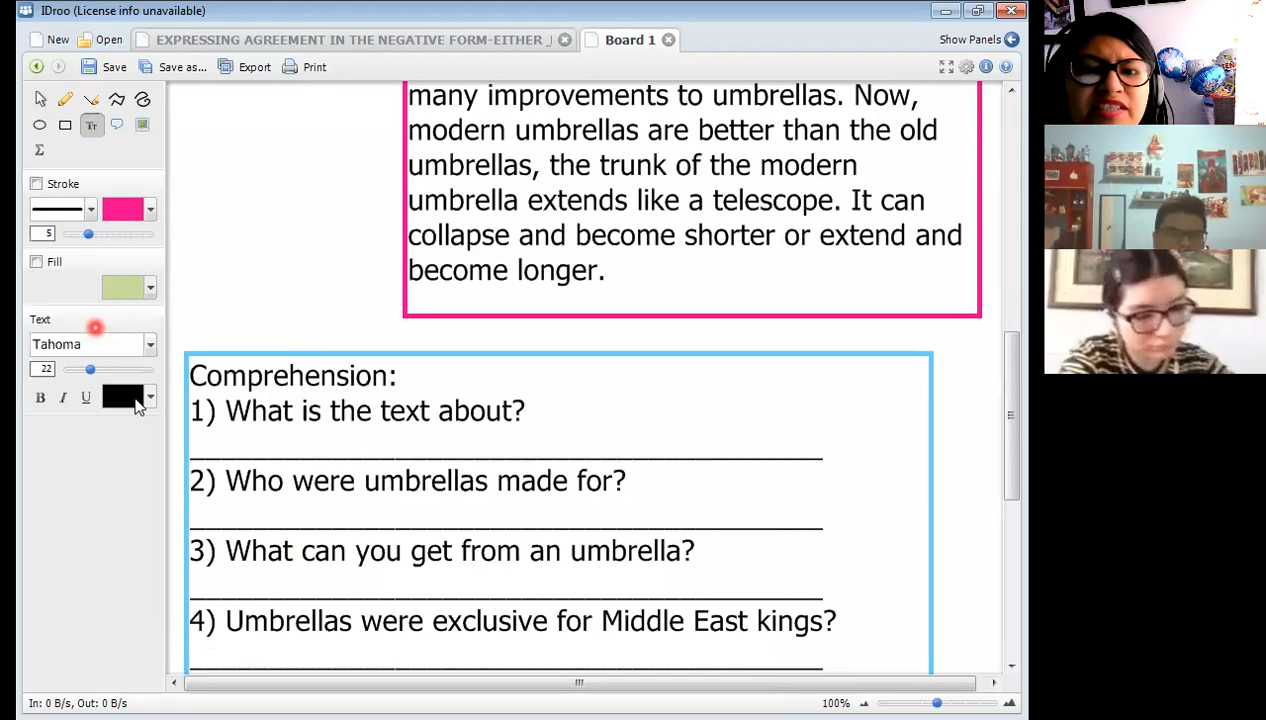 IDroo (License info unavailable)
New Open EXPRESSING AGREEMENT IN THE NEGATIVE FORM-EITHER _ Board 1 Show Panels
Save Save as... Export Print
many improvements to umbrellas. Now,
modern umbrellas are better than the old
umbrellas, the trunk of the modern
umbrella extends like a telescope. It can
collapse and become shorter or extend and
become longer.
Tr
Σ
Stroke
5
Fill
Text
Tahoma
22
B I U
Comprehension:
1) What is the text about?
2) Who were umbrellas made for?
3) What can you get from an umbrella?
4) Umbrellas were exclusive for Middle East kings?
In: 0 B/s, Out: 0 B/s 100%